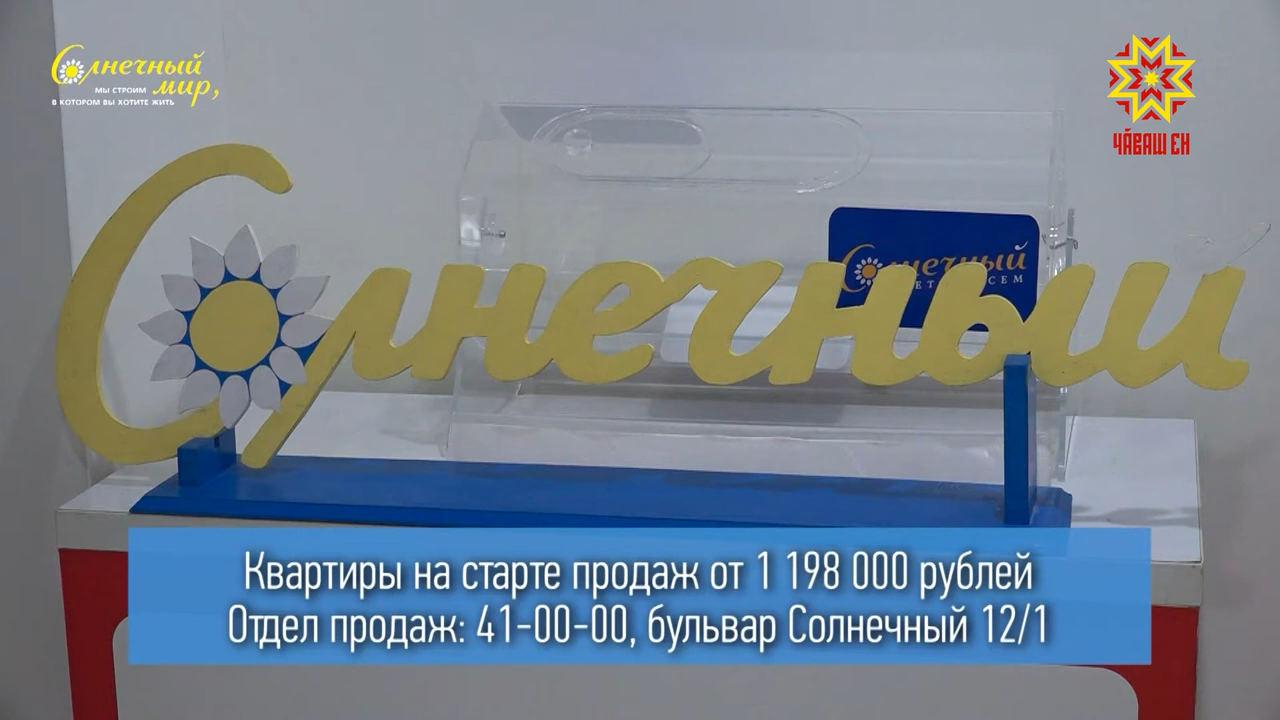 Солнечный
мир,
МЫ СТРОИМ
В КОТОРОМ ВЫ ХОТИТЕ ЖИТЬ
ЧӐВАШ ЕН
Солнечный
Солнечный
Квартиры на старте продаж от 1 198 000 рублей
Отдел продаж: 41-00-00, бульвар Солнечный 12/1